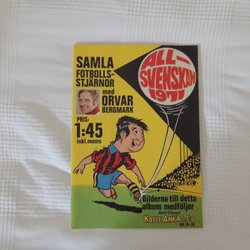 SAMLA
FOTBOLLS-
STJÄRNOR
med
ORVAR
BERGMARK
PRIS:
1:45
inkl.moms
ALL-
SVENSKAN
1971
Bilderna till detta
album medföljer
KALLE ANKA & C:o